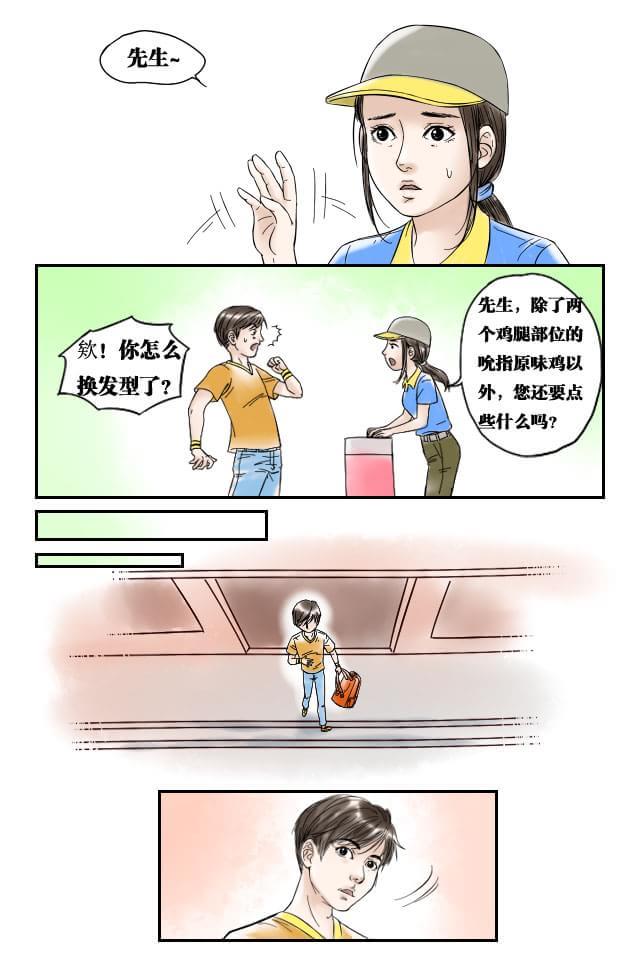 先生~
欸！你怎么
换发型了？
先生，除了两
个鸡腿部位的
吮指原味鸡以
外，您还要点
些什么吗？